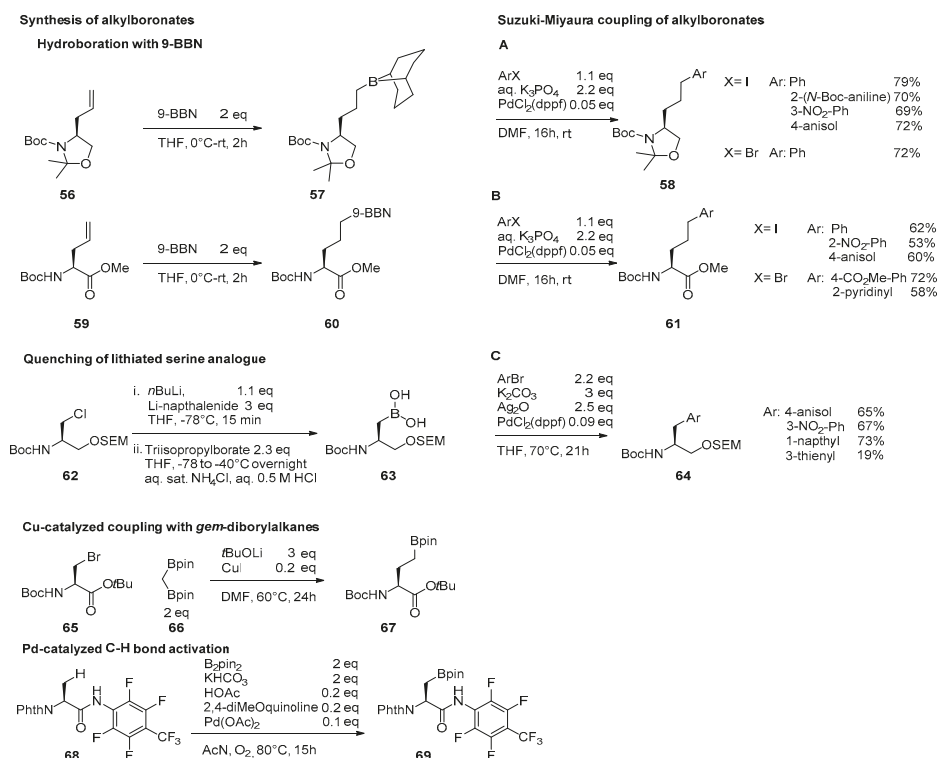 Synthesis of alkylboronates
Hydroboration with 9-BBN
Boc
N
O
56
9-BBN 2 eq
THF, 0°C-rt, 2h
B
Boc
N
O
57
BocHN
OMe
O
59
9-BBN 2 eq
THF, 0°C-rt, 2h
9-BBN
BocHN
OMe
O
60
Quenching of lithiated serine analogue
Cl
BocHN
OSEM
62
i. nBuLi, 1.1 eq
Li-napthalenide 3 eq
THF, -78°C, 15 min
ii. Triisopropylborate 2.3 eq
THF, -78 to -40°C overnight
aq. sat. NH4Cl, aq. 0.5 M HCl
OH
B
OH
BocHN
OSEM
63
Cu-catalyzed coupling with gem-diborylalkanes
Br
BocHN
OtBu
O
65
Bpin
Bpin
2 eq
66
tBuOLi 3 eq
CuI 0.2 eq
DMF, 60°C, 24h
Bpin
BocHN
OtBu
O
67
Pd-catalyzed C-H bond activation
H
PhthN
O
H
N
F
F
F
F
CF3
68
B2pin2 2 eq
KHCO3 2 eq
HOAc 0.2 eq
2,4-diMeOquinoline 0.2 eq
Pd(OAc)2 0.1 eq
AcN, O2, 80°C, 15h
Bpin
PhthN
O
H
N
F
F
F
F
CF3
69
Suzuki-Miyaura coupling of alkylboronates
A
ArX 1.1 eq
aq. K3PO4 2.2 eq
PdCl2(dppf) 0.05 eq
DMF, 16h, rt
Ar
Boc
N
O
58
X= I Ar: Ph 79%
2-(N-Boc-aniline) 70%
3-NO2-Ph 69%
4-anisol 72%
X= Br Ar: Ph 72%
B
ArX 1.1 eq
aq. K3PO4 2.2 eq
PdCl2(dppf) 0.05 eq
DMF, 16h, rt
Ar
BocHN
OMe
O
61
X= I Ar: Ph 62%
2-NO2-Ph 53%
4-anisol 60%
X= Br Ar: 4-CO2Me-Ph 72%
2-pyridinyl 58%
C
ArBr 2.2 eq
K2CO3 3 eq
Ag2O 2.5 eq
PdCl2(dppf) 0.09 eq
THF, 70°C, 21h
Ar
BocHN
OSEM
64
Ar: 4-anisol 65%
3-NO2-Ph 67%
1-napthyl 73%
3-thienyl 19%